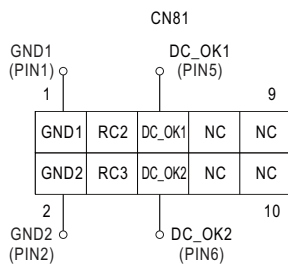 CN81
GND1 DC_OK1
(PIN1) (PIN5)
1 9
GND1 RC2 DC_OK1 NC NC
GND2 RC3 DC_OK2 NC NC
2 10
GND2 DC_OK2
(PIN2) (PIN6)